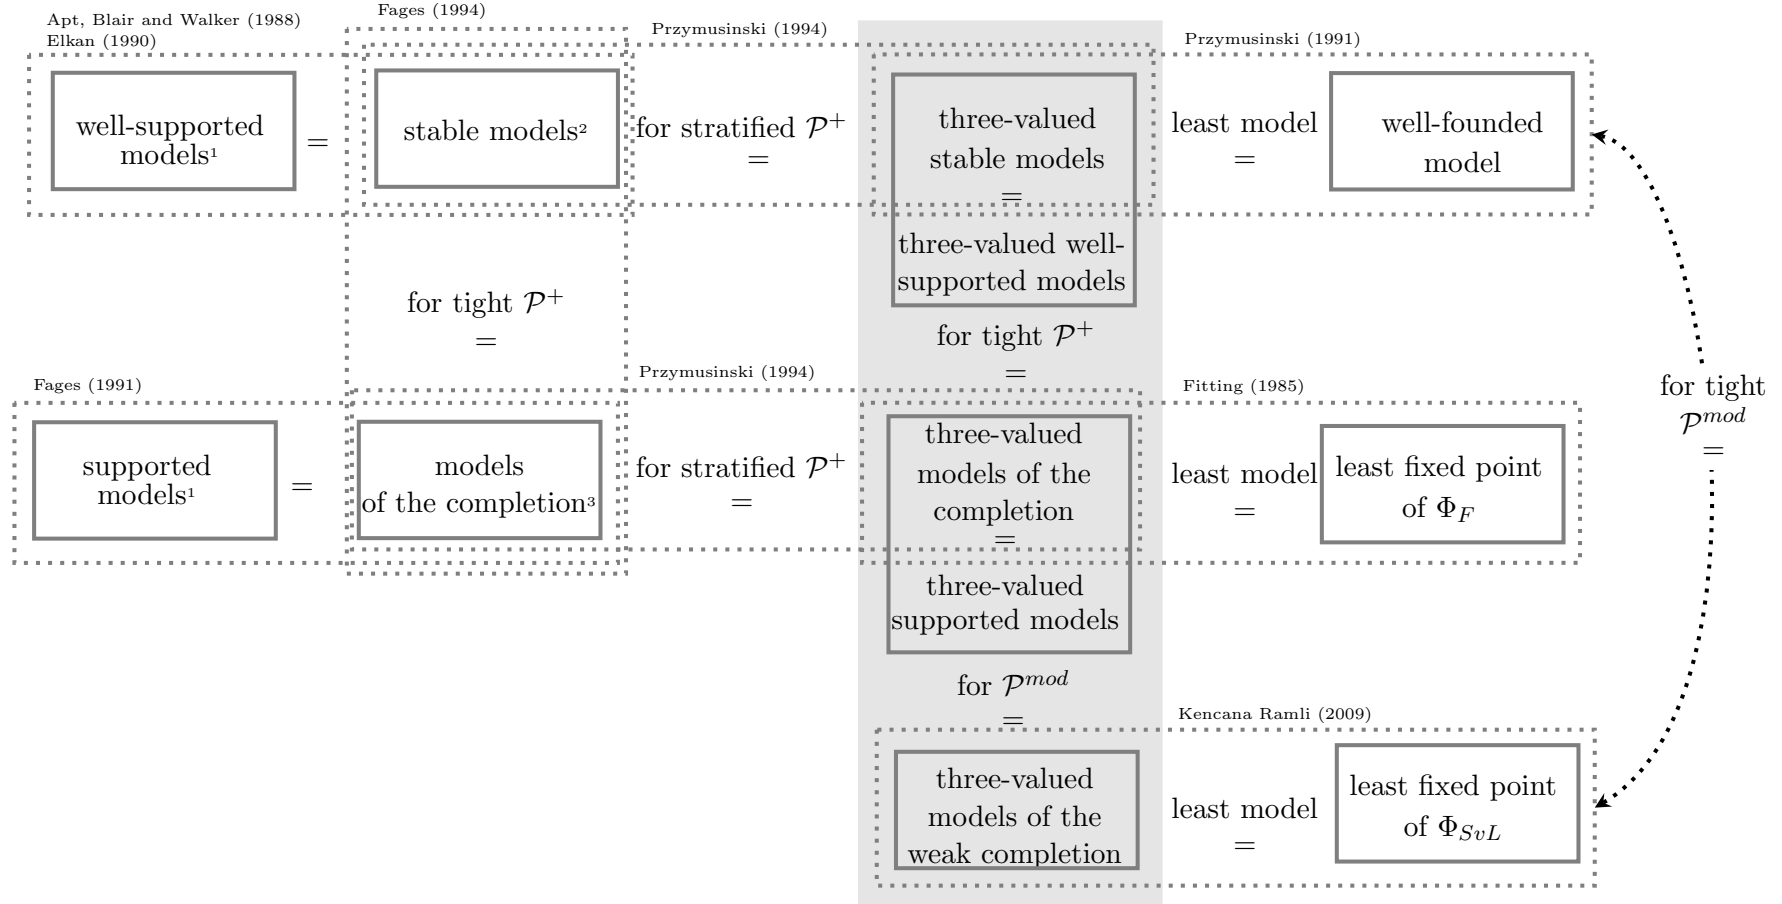 Apt, Blair and Walker (1988)
Elkan (1990)
Fages (1994)
Przymusinski (1994)
Przymusinski (1991)
well-supported
models¹
=
stable models²
for stratified 𝒫⁺
=
three-valued
stable models
=
three-valued well-
supported models
least model
=
well-founded
model
for tight 𝒫⁺
=
for tight 𝒫⁺
=
for tight
𝒫ᵐᵒᵈ
=
Fages (1991)
Przymusinski (1994)
Fitting (1985)
supported
models¹
=
models
of the completion³
for stratified 𝒫⁺
=
three-valued
models of the
completion
=
three-valued
supported models
least model
=
least fixed point
of Φ_F
for 𝒫ᵐᵒᵈ
=
Kencana Ramli (2009)
three-valued
models of the
weak completion
least model
=
least fixed point
of Φ_SvL